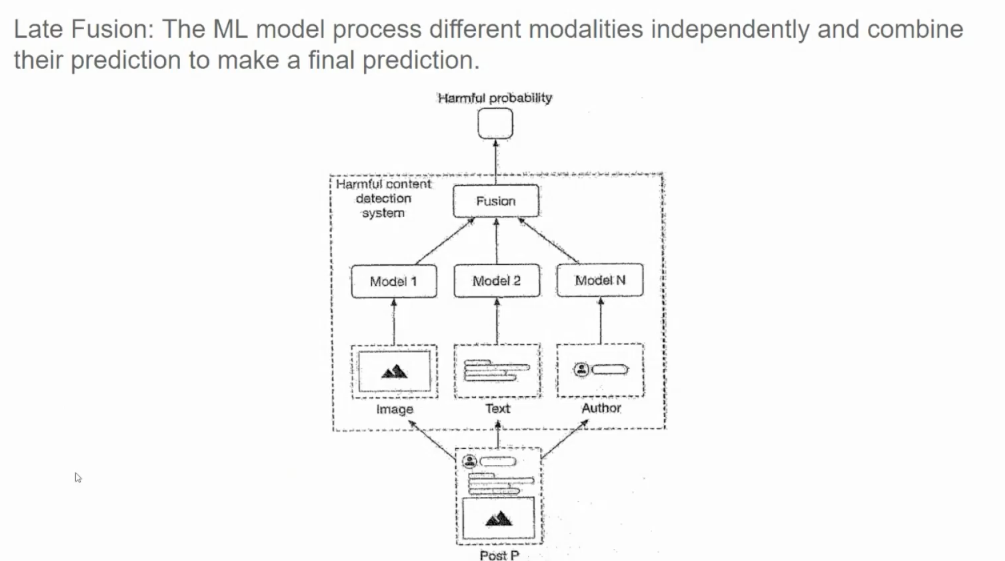 Late Fusion: The ML model process different modalities independently and combine
their prediction to make a final prediction.
Harmful probability
Harmful content
detection
system
Fusion
Model 1
Model 2
Model N
Image
Text
Author
Post P